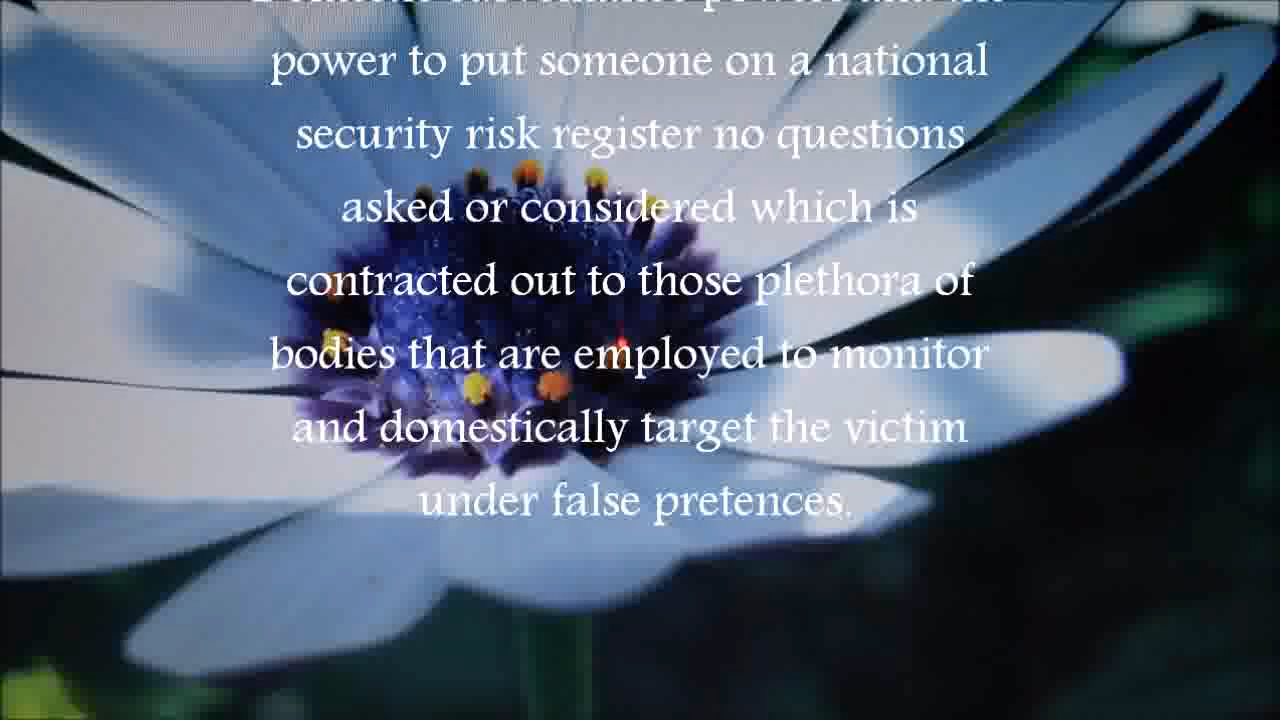 power to put someone on a national
security risk register no questions
asked or considered which is
contracted out to those plethora of
bodies that are employed to monitor
and domestically target the victim
under false pretences.